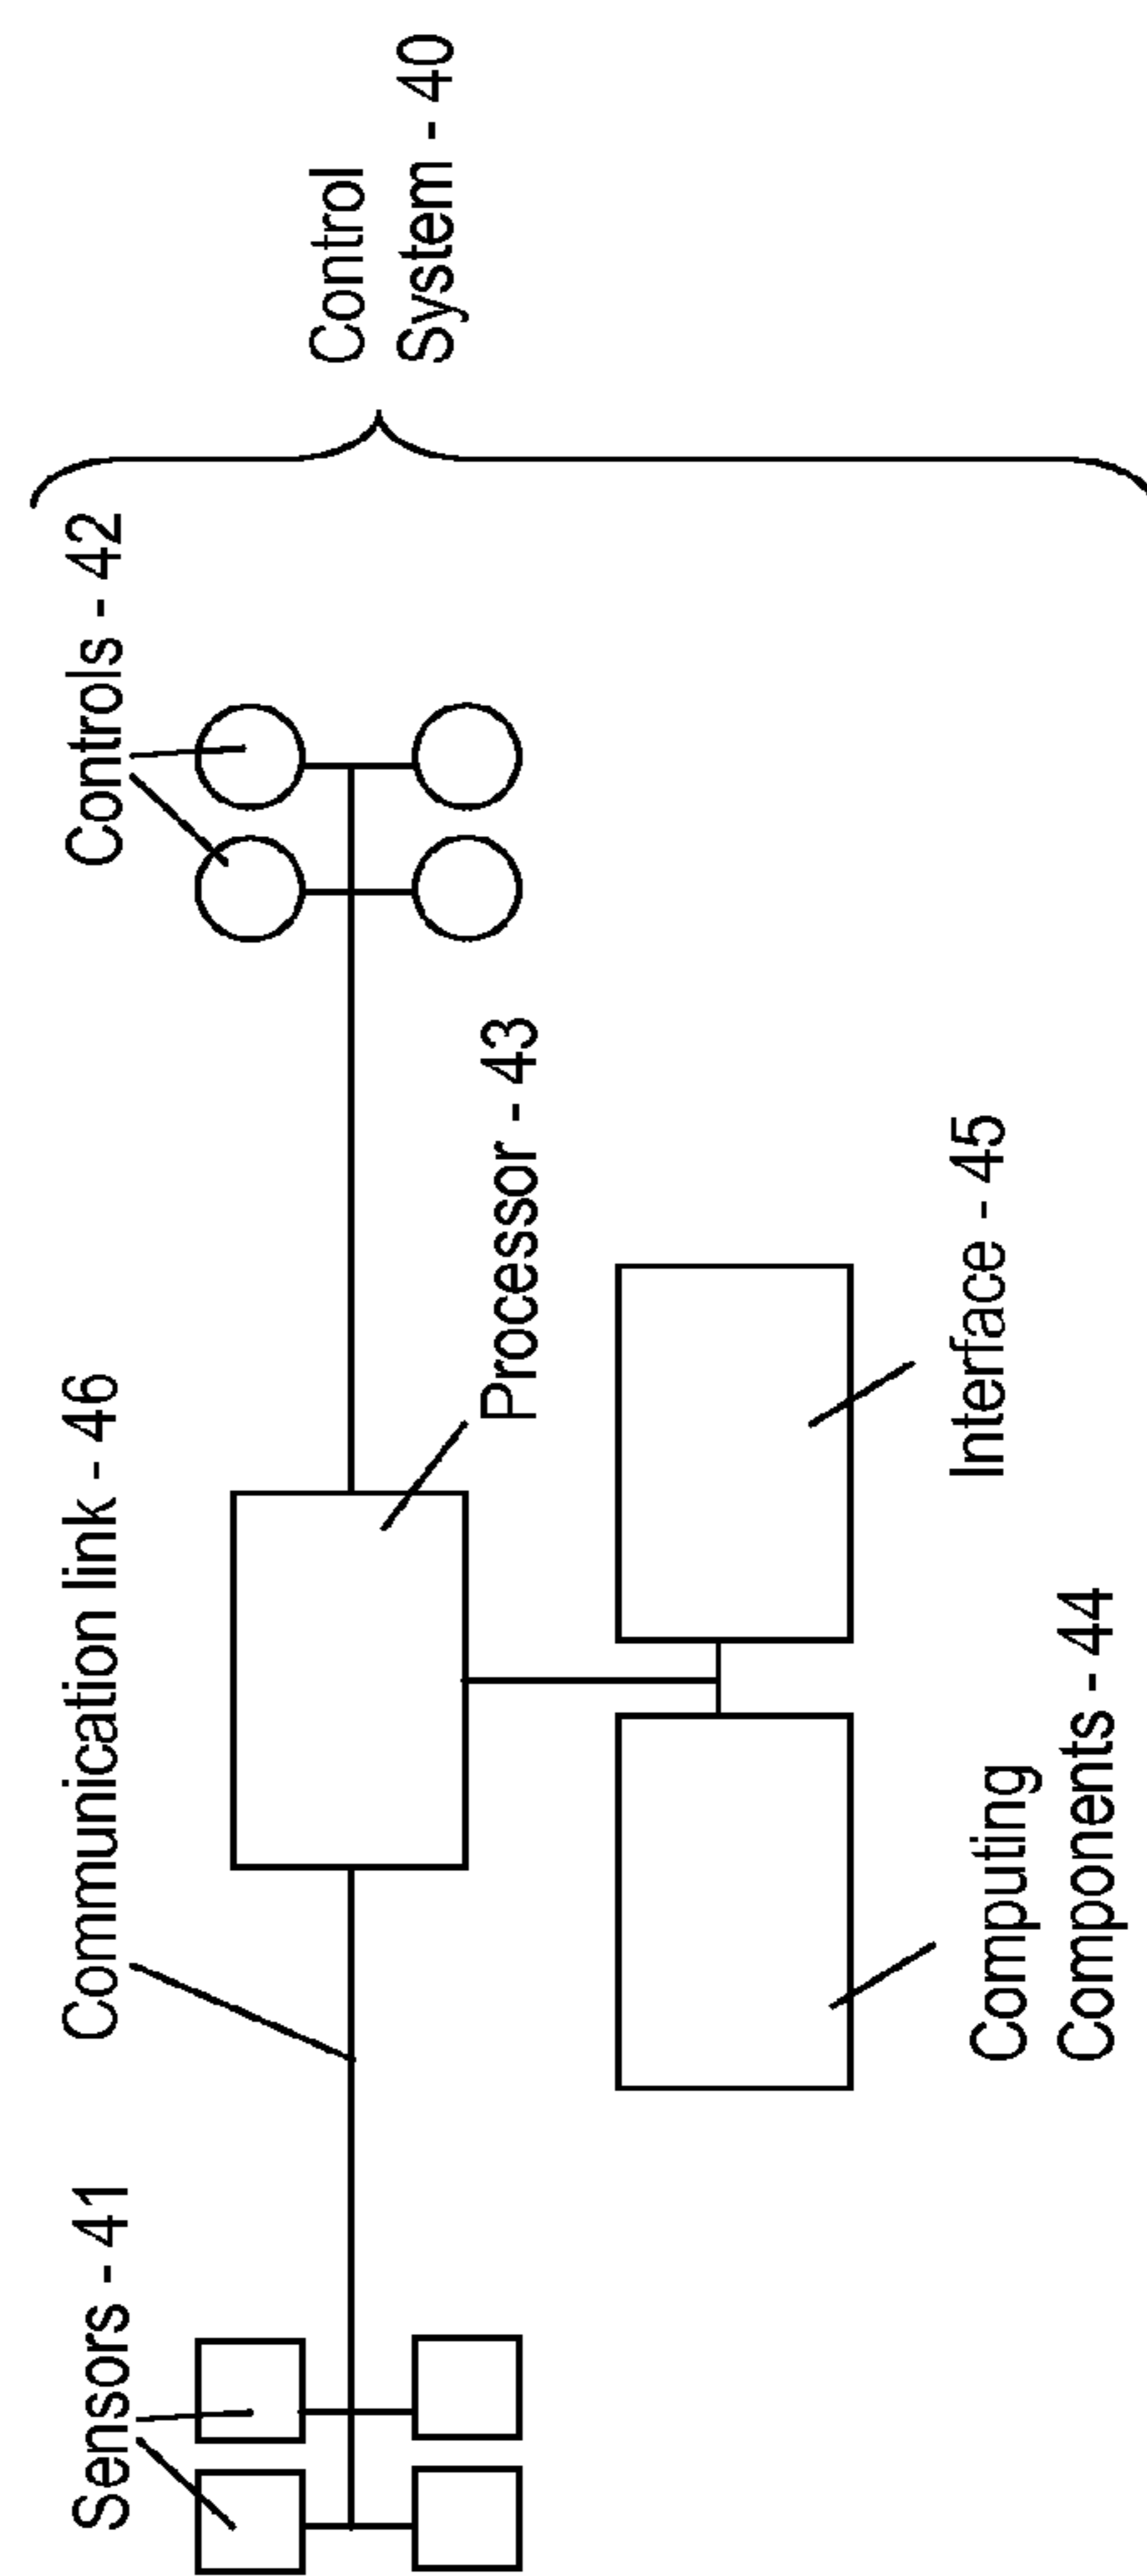 Sensors - 41
Communication link - 46
Controls - 42
Control
System - 40
Processor - 43
Computing
Components - 44
Interface - 45